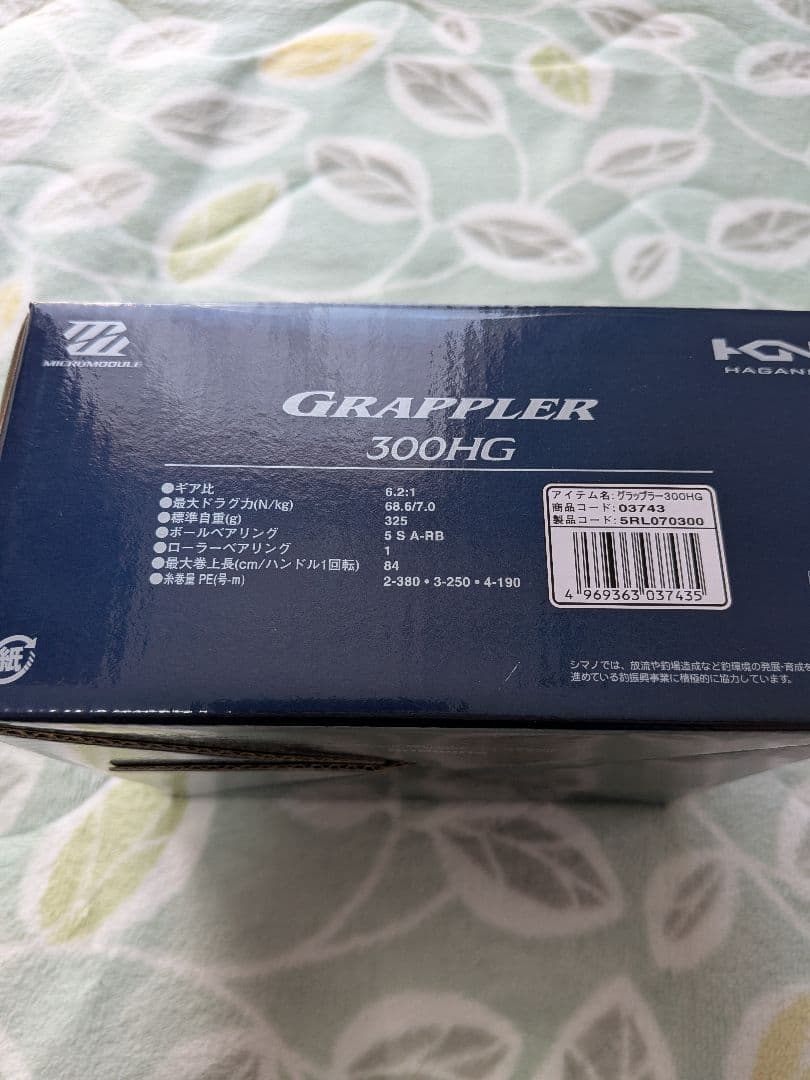 MICROMODULE
HAGANE
GRAPPLER
300HG
●ギア比 6.2:1
●最大ドラグ力(N/kg) 68.6/7.0
●標準自重(g) 325
●ボールベアリング 5 S A-RB
●ローラーベアリング 1
●最大巻上長(cm/ハンドル1回転) 84
●糸巻量 PE(号-m) 2-380・3-250・4-190
アイテム名:グラップラー300HG
商品コード:03743
製品コード:5RL070300
4 969363 037435
紙
シマノでは、放流や釣場造成など釣環境の発展・育成を
進めている釣振興事業に積極的に協力しています。